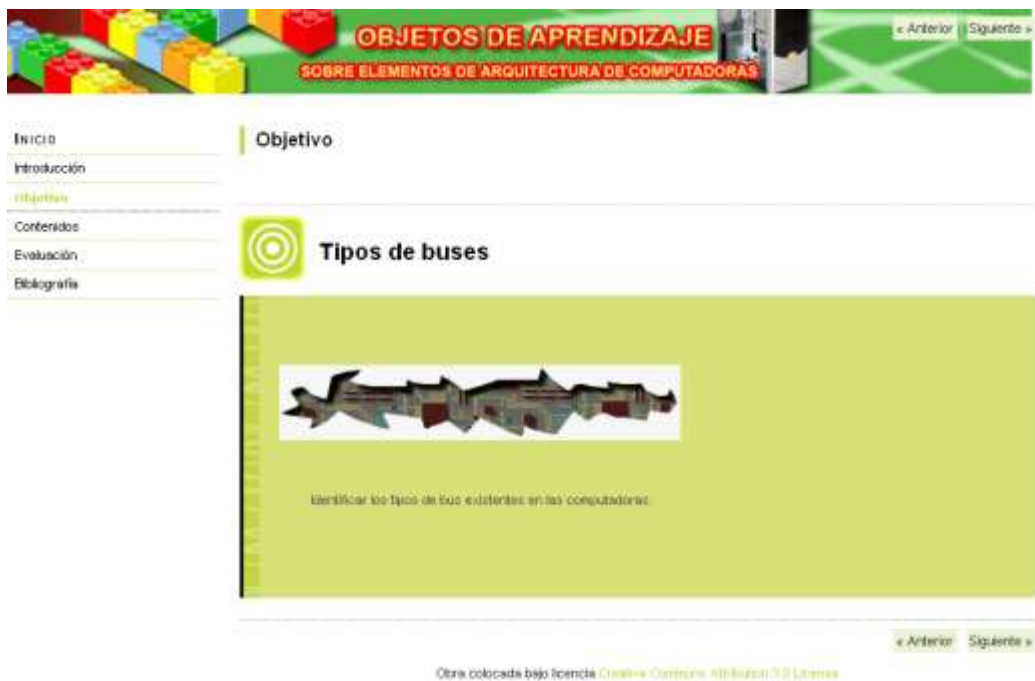 OBJETOS DE APRENDIZAJE
SOBRE ELEMENTOS DE ARQUITECTURA DE COMPUTADORAS
« Anterior Siguiente »
INICIO
Introducción
Objetivo
Contenidos
Evaluación
Bibliografía
Objetivo
Tipos de buses
Identificar los tipos de bus existentes en las computadoras.
« Anterior Siguiente »
Obra colocada bajo licencia Creative Commons Attribution 3.0 License